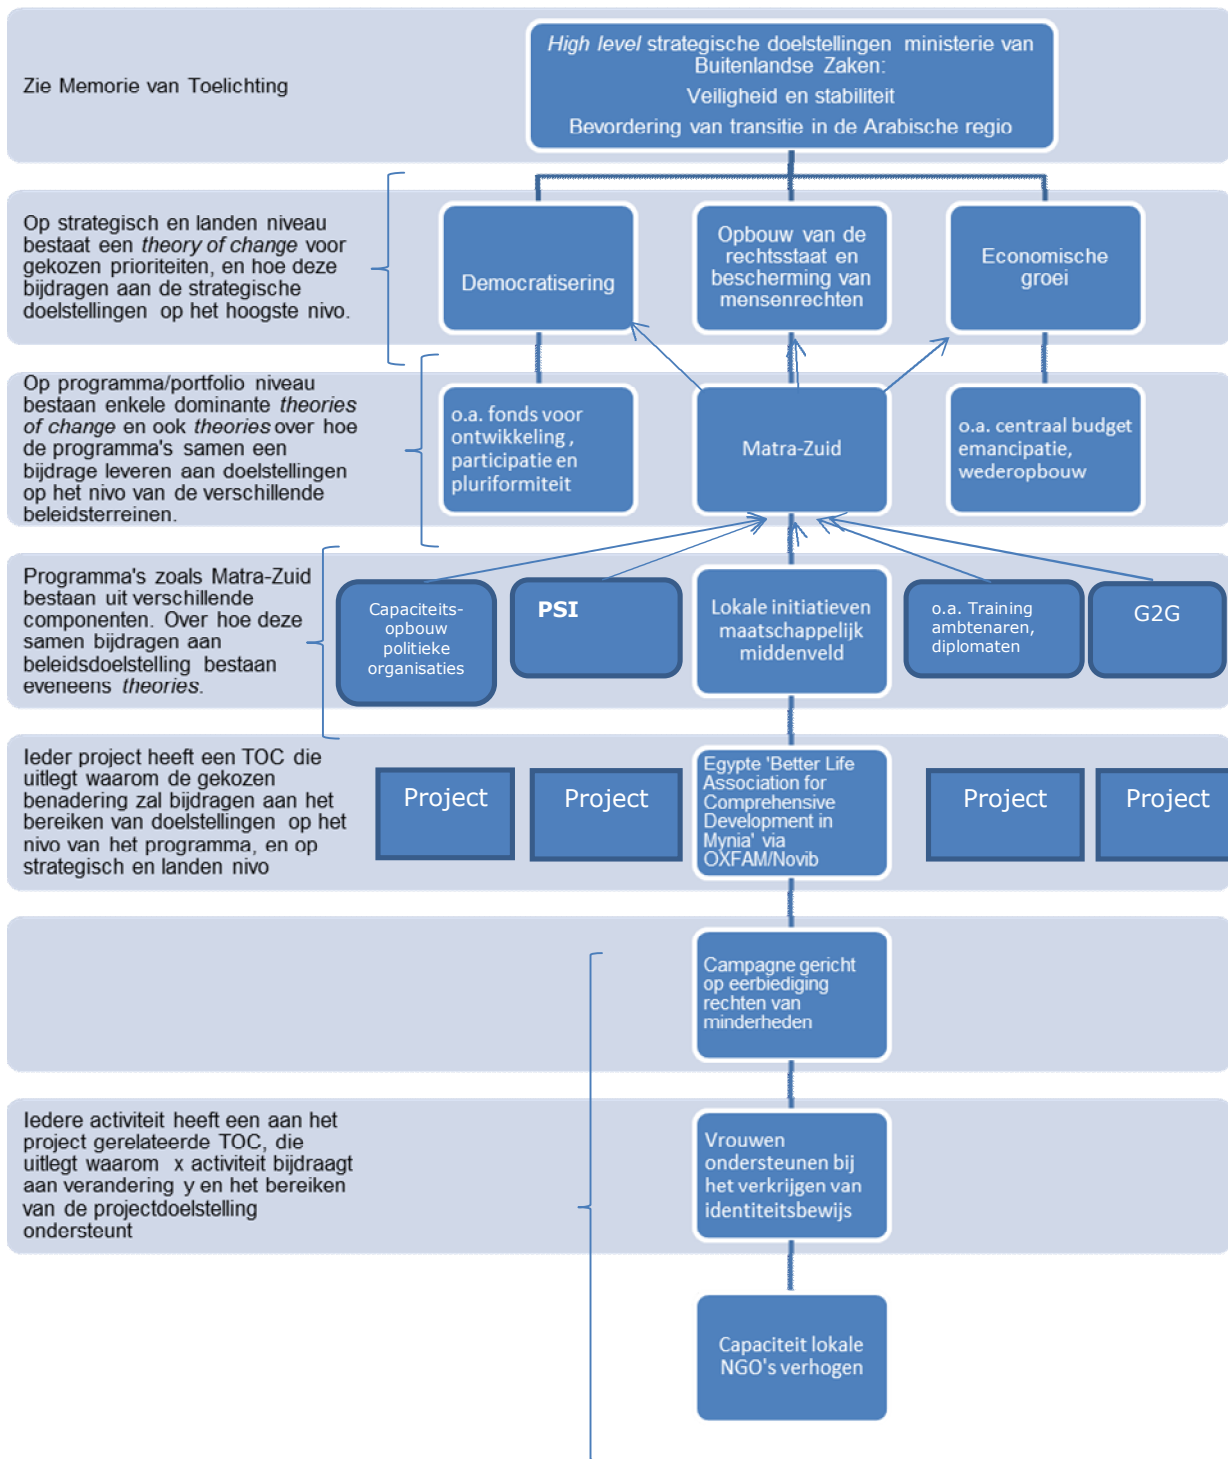 High level strategische doelstellingen ministerie van
Buitenlandse Zaken:
Veiligheid en stabiliteit
Bevordering van transitie in de Arabische regio
Zie Memorie van Toelichting
Op strategisch en landen niveau
bestaat een theory of change voor
gekozen prioriteiten, en hoe deze
bijdragen aan de strategische
doelstellingen op het hoogste nivo.
Democratisering
Opbouw van de
rechtsstaat en
bescherming van
mensenrechten
Economische
groei
Op programma/portfolio niveau
bestaan enkele dominante theories
of change en ook theories over hoe
de programma's samen een
bijdrage leveren aan doelstellingen
op het nivo van de verschillende
beleidsterreinen.
o.a. fonds voor
ontwikkeling ,
participatie en
pluriformiteit
Matra-Zuid
o.a. centraal budget
emancipatie,
wederopbouw
Programma's zoals Matra-Zuid
bestaan uit verschillende
componenten. Over hoe deze
samen bijdragen aan
beleidsdoelstelling bestaan
eveneens theories.
Capaciteits-
opbouw
politieke
organisaties
PSI
Lokale initiatieven
maatschappelijk
middenveld
o.a. Training
ambtenaren,
diplomaten
G2G
Ieder project heeft een TOC die
uitlegt waarom de gekozen
benadering zal bijdragen aan het
bereiken van doelstellingen op het
nivo van het programma, en op
strategisch en landen nivo
Project
Project
Egypte 'Better Life
Association for
Comprehensive
Development in
Mynia' via
OXFAM/Novib
Project
Project
Campagne gericht
op eerbiediging
rechten van
minderheden
Iedere activiteit heeft een aan het
project gerelateerde TOC, die
uitlegt waarom x activiteit bijdraagt
aan verandering y en het bereiken
van de projectdoelstelling
ondersteunt
Vrouwen
ondersteunen bij
het verkrijgen van
identiteitsbewijs
Capaciteit lokale
NGO's verhogen